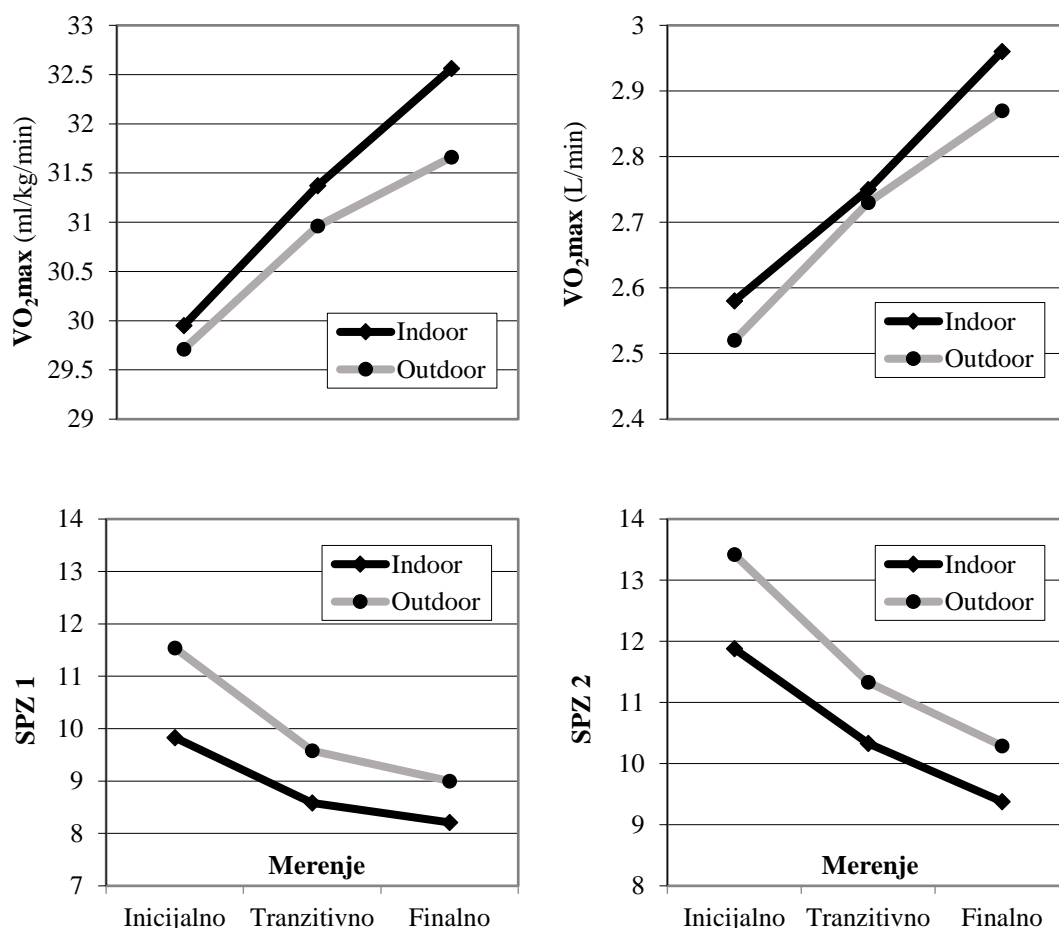 VO2max (ml/kg/min)
33
32.5
32
31.5
31
30.5
30
29.5
29
Indoor
Outdoor
VO2max (L/min)
3
2.9
2.8
2.7
2.6
2.5
2.4
Indoor
Outdoor
SPZ 1
14
13
12
11
10
9
8
7
Indoor
Outdoor
Merenje
Inicijalno Tranzitivno Finalno
SPZ 2
14
13
12
11
10
9
8
Indoor
Outdoor
Merenje
Inicijalno Tranzitivno Finalno